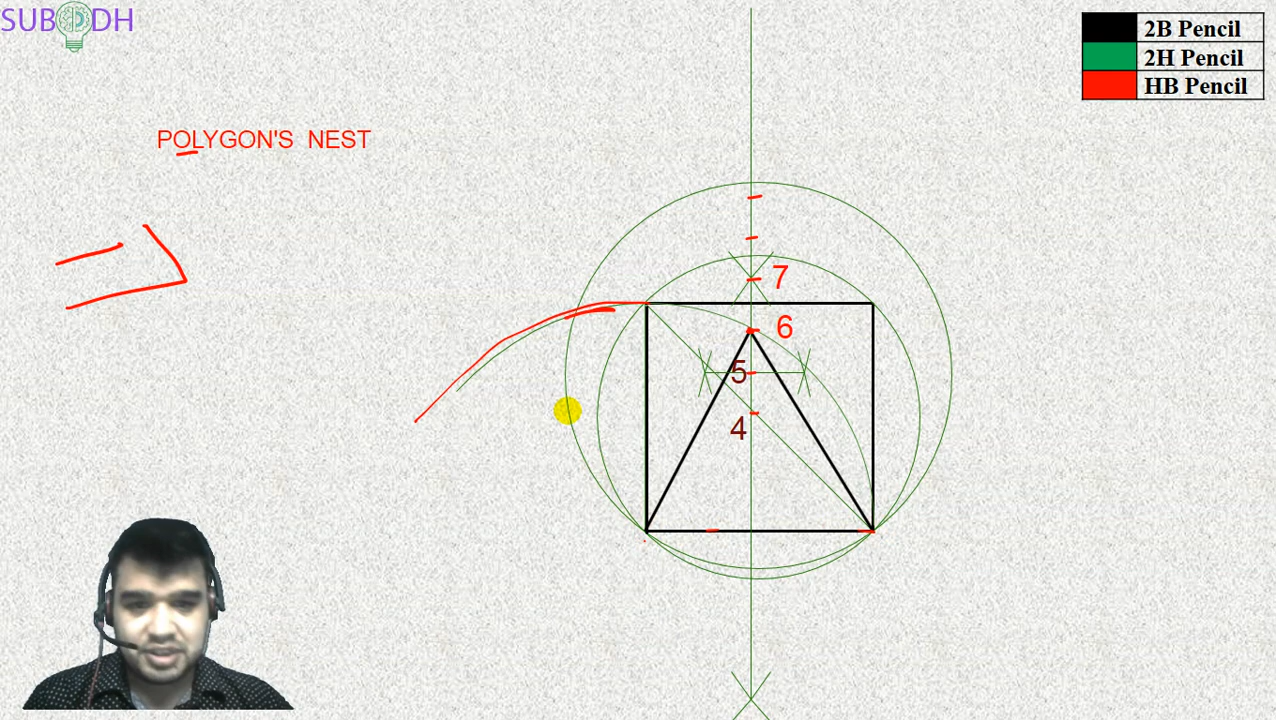 SUBODH
2B Pencil
2H Pencil
HB Pencil
POLYGON'S NEST
7
6
5
4